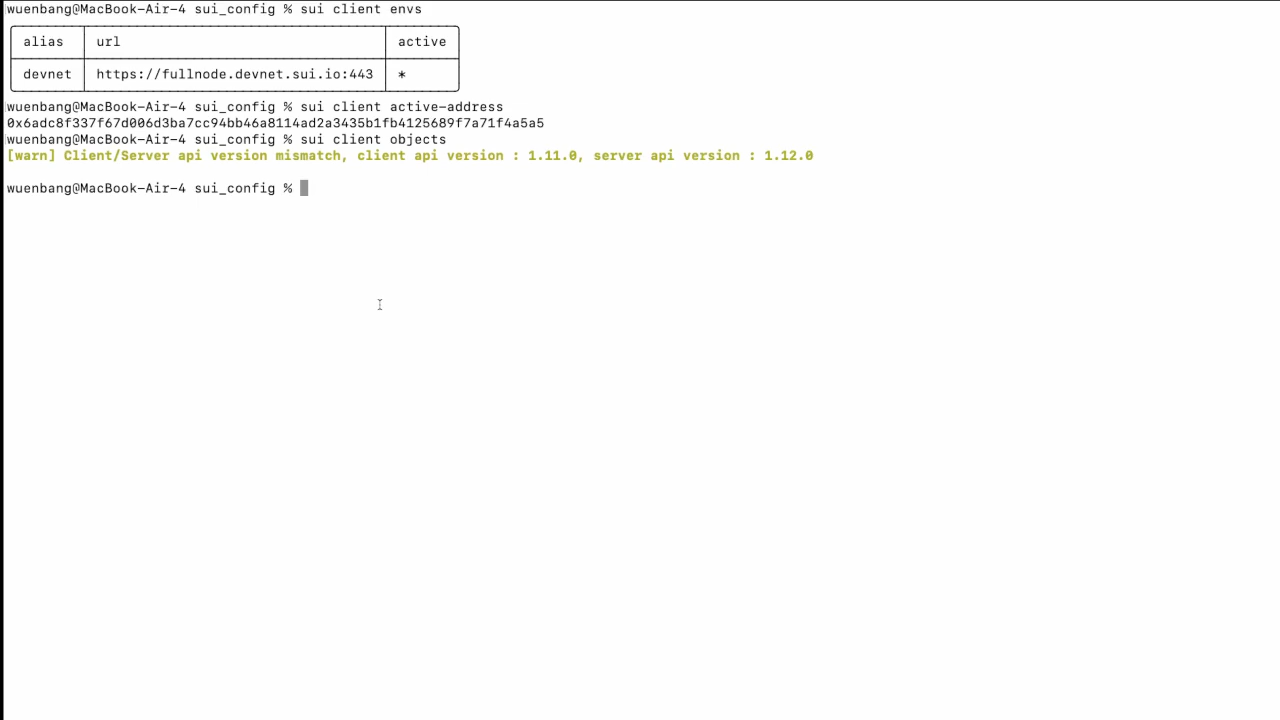 wuenbang@MacBook-Air-4 sui_config % sui client envs
alias url active
devnet https://fullnode.devnet.sui.io:443 *
wuenbang@MacBook-Air-4 sui_config % sui client active-address
0x6adc8f337f67d006d3ba7cc94bb46a8114ad2a3435b1fb4125689f7a71f4a5a5
wuenbang@MacBook-Air-4 sui_config % sui client objects
[warn] Client/Server api version mismatch, client api version : 1.11.0, server api version : 1.12.0
wuenbang@MacBook-Air-4 sui_config %